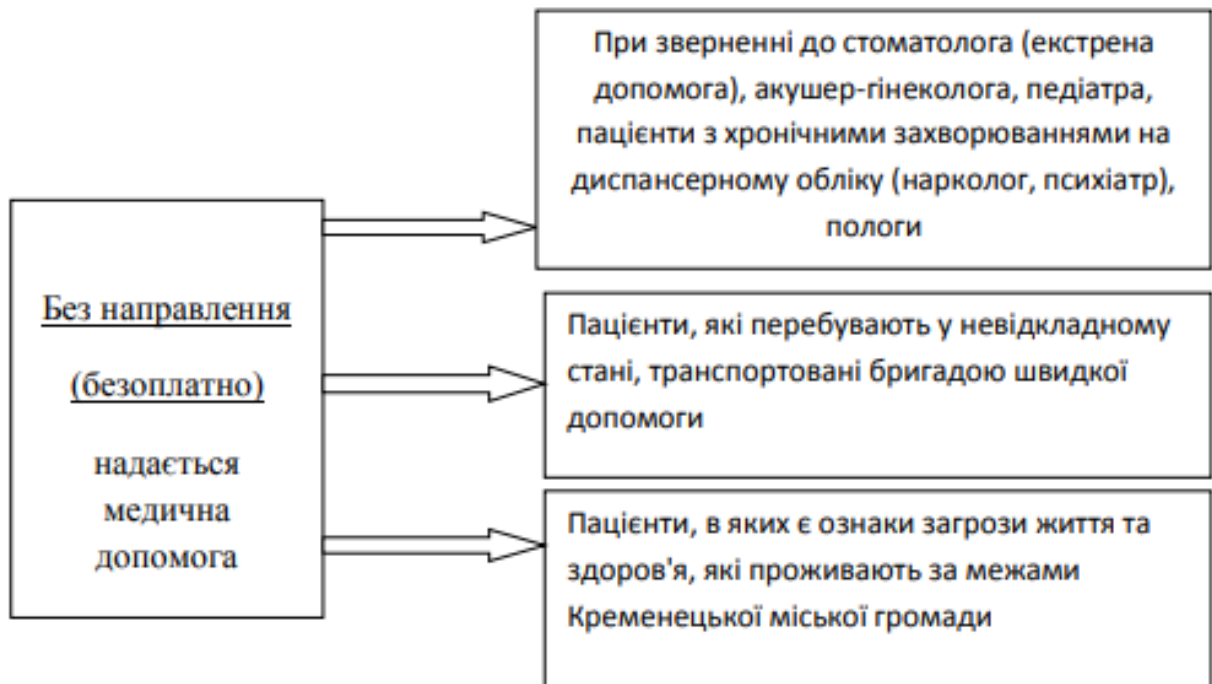 Без направлення
(безоплатно)
надається
медична
допомога
При зверненні до стоматолога (екстрена
допомога), акушер-гінеколога, педіатра,
пацієнти з хронічними захворюваннями на
диспансерному обліку (нарколог, психіатр),
пологи
Пацієнти, які перебувають у невідкладному
стані, транспортовані бригадою швидкої
допомоги
Пацієнти, в яких є ознаки загрози життя та
здоров'я, які проживають за межами
Кременецької міської громади